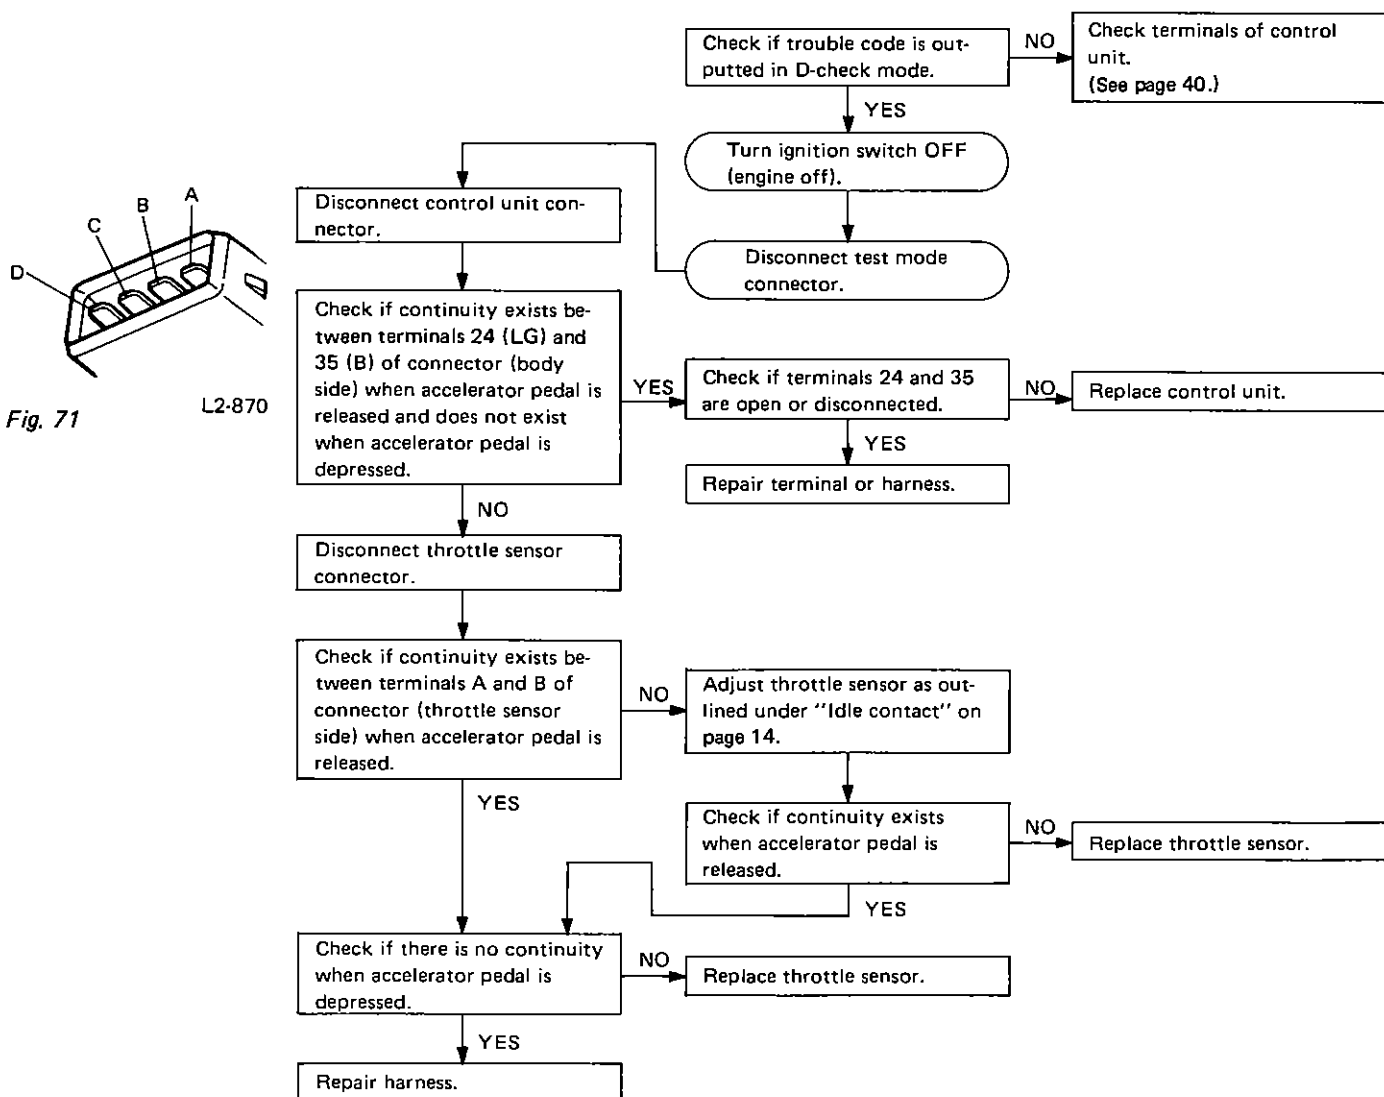 Check if trouble code is out-
putted in D-check mode.
NO
Check terminals of control
unit.
(See page 40.)
YES
Turn ignition switch OFF
(engine off).
Disconnect test mode
connector.
Disconnect control unit con-
nector.
A
B
C
D
Fig. 71
L2-870
Check if continuity exists be-
tween terminals 24 (LG) and
35 (B) of connector (body
side) when accelerator pedal is
released and does not exist
when accelerator pedal is
depressed.
YES
Check if terminals 24 and 35
are open or disconnected.
NO
Replace control unit.
YES
Repair terminal or harness.
NO
Disconnect throttle sensor
connector.
Check if continuity exists be-
tween terminals A and B of
connector (throttle sensor
side) when accelerator pedal is
released.
NO
Adjust throttle sensor as out-
lined under "Idle contact" on
page 14.
YES
Check if continuity exists
when accelerator pedal is
released.
NO
Replace throttle sensor.
YES
Check if there is no continuity
when accelerator pedal is
depressed.
NO
Replace throttle sensor.
YES
Repair harness.